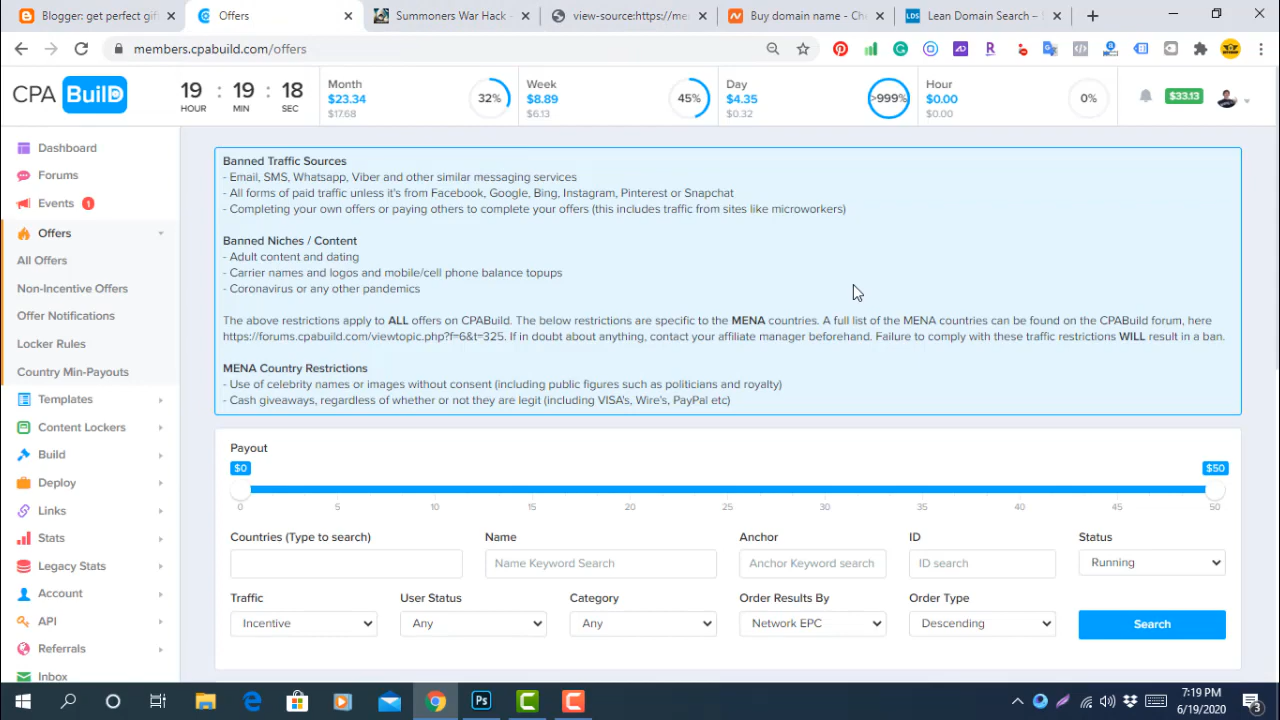 Blogger: get perfect gif
Offers
Summoners War Hack -
view-source:https://me
Buy domain name - Ch
Lean Domain Search –
members.cpabuild.com/offers
CPA BuilD
19 : 19 : 18
HOUR MIN SEC
Month
$23.34
$17.68
32%
Week
$8.89
$6.13
45%
Day
$4.35
$0.32
>999%
Hour
$0.00
$0.00
0%
$33.13
Dashboard
Forums
Events 1
Offers
All Offers
Non-Incentive Offers
Offer Notifications
Locker Rules
Country Min-Payouts
Templates
Content Lockers
Build
Deploy
Links
Stats
Legacy Stats
Account
API
Referrals
Inbox
Banned Traffic Sources
- Email, SMS, Whatsapp, Viber and other similar messaging services
- All forms of paid traffic unless it's from Facebook, Google, Bing, Instagram, Pinterest or Snapchat
- Completing your own offers or paying others to complete your offers (this includes traffic from sites like microworkers)
Banned Niches / Content
- Adult content and dating
- Carrier names and logos and mobile/cell phone balance topups
- Coronavirus or any other pandemics
The above restrictions apply to ALL offers on CPABuild. The below restrictions are specific to the MENA countries. A full list of the MENA countries can be found on the CPABuild forum, here
https://forums.cpabuild.com/viewtopic.php?f=6&t=325. If in doubt about anything, contact your affiliate manager beforehand. Failure to comply with these traffic restrictions WILL result in a ban.
MENA Country Restrictions
- Use of celebrity names or images without consent (including public figures such as politicians and royalty)
- Cash giveaways, regardless of whether or not they are legit (including VISA's, Wire's, PayPal etc)
Payout
$0 $50
0 5 10 15 20 25 30 35 40 45 50
Countries (Type to search) Name Anchor ID Status
Name Keyword Search Anchor Keyword search ID search Running
Traffic User Status Category Order Results By Order Type
Incentive Any Any Network EPC Descending Search
Ps
7:19 PM
6/19/2020
3